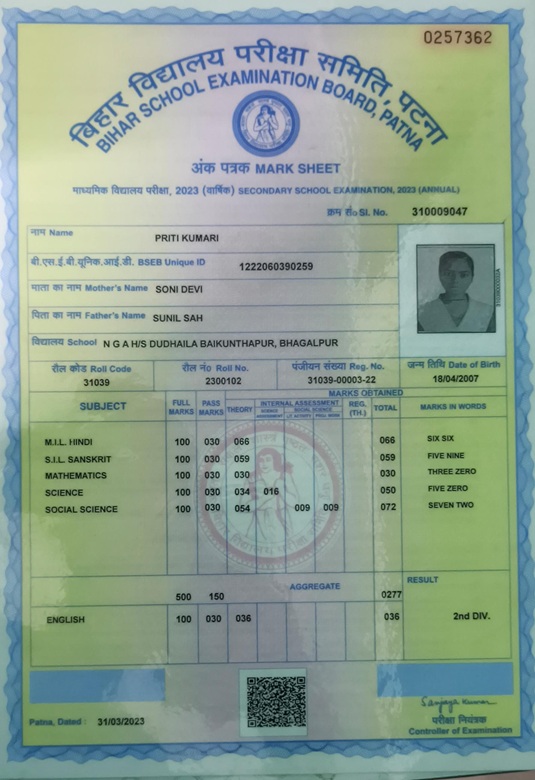 0257362
बिहार विद्यालय परीक्षा समिति, पटना
BIHAR SCHOOL EXAMINATION BOARD, PATNA
अंक पत्रक MARK SHEET
माध्यमिक विद्यालय परीक्षा, 2023 (वार्षिक) SECONDARY SCHOOL EXAMINATION, 2023 (ANNUAL)
क्रम सं० Sl. No. 310009047
नाम Name PRITI KUMARI
बी.एस.ई.बी.यूनिक.आई.डी. BSEB Unique ID 1222060390259
माता का नाम Mother's Name SONI DEVI
पिता का नाम Father's Name SUNIL SAH
विद्यालय School N G A H/S DUDHAILA BAIKUNTHAPUR, BHAGALPUR
रौल कोड Roll Code रौल नं० Roll No. पंजीयन संख्या Reg. No. जन्म तिथि Date of Birth
31039 2300102 31039-00003-22 18/04/2007
MARKS OBTAINED
SUBJECT FULL MARKS PASS MARKS THEORY INTERNAL ASSESSMENT REG. (TH.) TOTAL MARKS IN WORDS
M.I.L. HINDI 100 030 066 066 SIX SIX
S.I.L. SANSKRIT 100 030 059 059 FIVE NINE
MATHEMATICS 100 030 030 030 THREE ZERO
SCIENCE 100 030 034 016 050 FIVE ZERO
SOCIAL SCIENCE 100 030 054 009 009 072 SEVEN TWO
AGGREGATE RESULT
500 150 0277
ENGLISH 100 030 036 036 2nd DIV.
Patna, Dated : 31/03/2023
Sanjaya Kumar
परीक्षा नियंत्रक
Controller of Examination